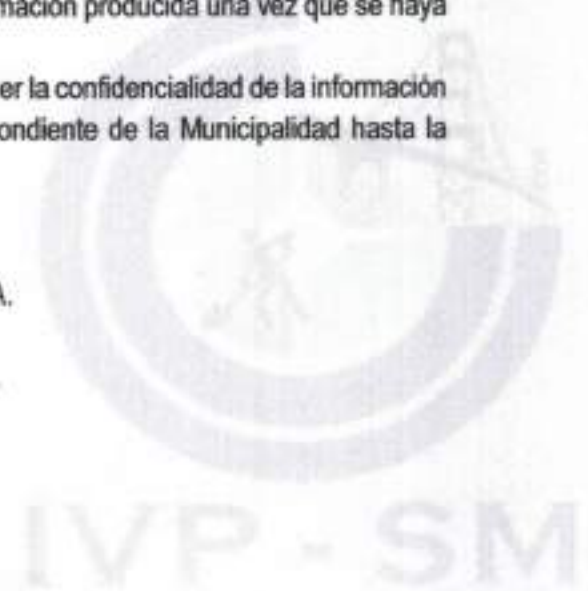 mación producida una vez que se haya
er la confidencialidad de la información
ondiente de la Municipalidad hasta la
A.
IVP - SM